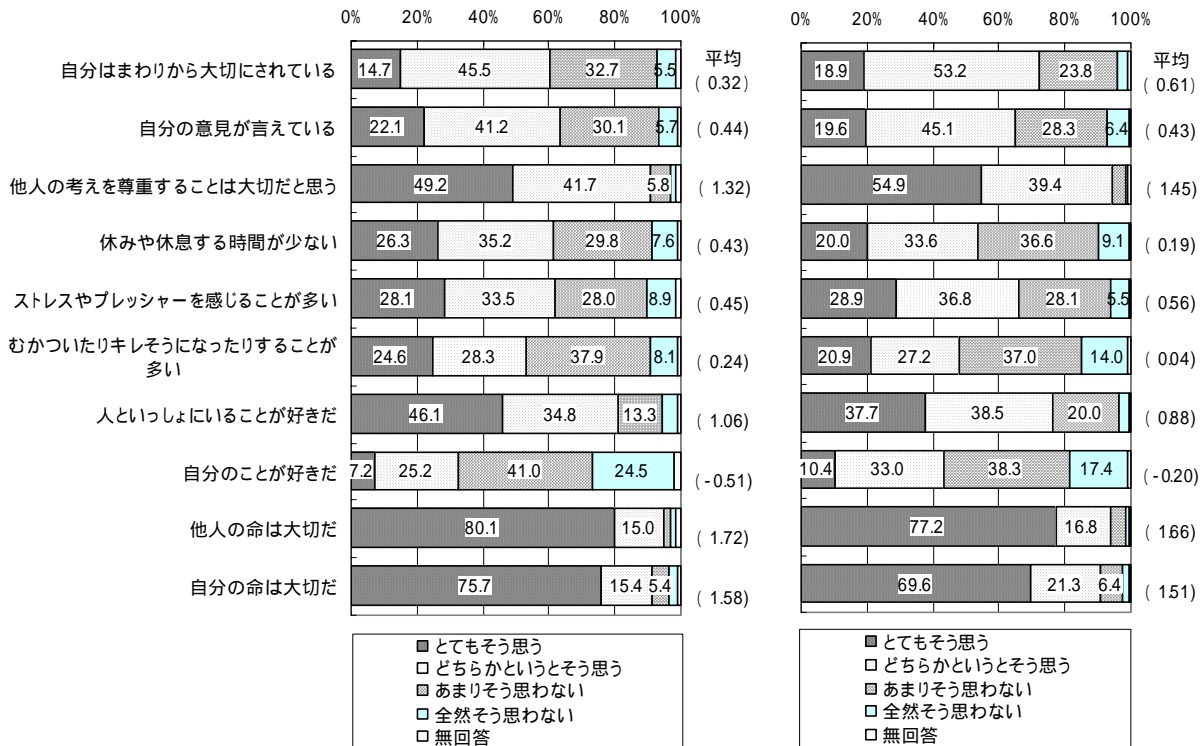 0% 20% 40% 60% 80% 100%
0% 20% 40% 60% 80% 100%
平均
平均
自分はまわりから大切にされている 14.7 45.5 32.7 5.5 ( 0.32) 18.9 53.2 23.8 ( 0.61)
自分の意見が言えている 22.1 41.2 30.1 5.7 ( 0.44) 19.6 45.1 28.3 6.4 ( 0.43)
他人の考えを尊重することは大切だと思う 49.2 41.7 5.8 ( 1.32) 54.9 39.4 ( 1.45)
休みや休息する時間が少ない 26.3 35.2 29.8 7.6 ( 0.43) 20.0 33.6 36.6 9.1 ( 0.19)
ストレスやプレッシャーを感じることが多い 28.1 33.5 28.0 8.9 ( 0.45) 28.9 36.8 28.1 5.5 ( 0.56)
むかついたりキレそうになったりすることが
多い 24.6 28.3 37.9 8.1 ( 0.24) 20.9 27.2 37.0 14.0 ( 0.04)
人といっしょにいることが好きだ 46.1 34.8 13.3 ( 1.06) 37.7 38.5 20.0 ( 0.88)
自分のことが好きだ 7.2 25.2 41.0 24.5 (-0.51) 10.4 33.0 38.3 17.4 (-0.20)
他人の命は大切だ 80.1 15.0 ( 1.72) 77.2 16.8 ( 1.66)
自分の命は大切だ 75.7 15.4 5.4 ( 1.58) 69.6 21.3 6.4 ( 1.51)
とてもそう思う
どちらかというとそう思う
あまりそう思わない
全然そう思わない
無回答
とてもそう思う
どちらかというとそう思う
あまりそう思わない
全然そう思わない
無回答